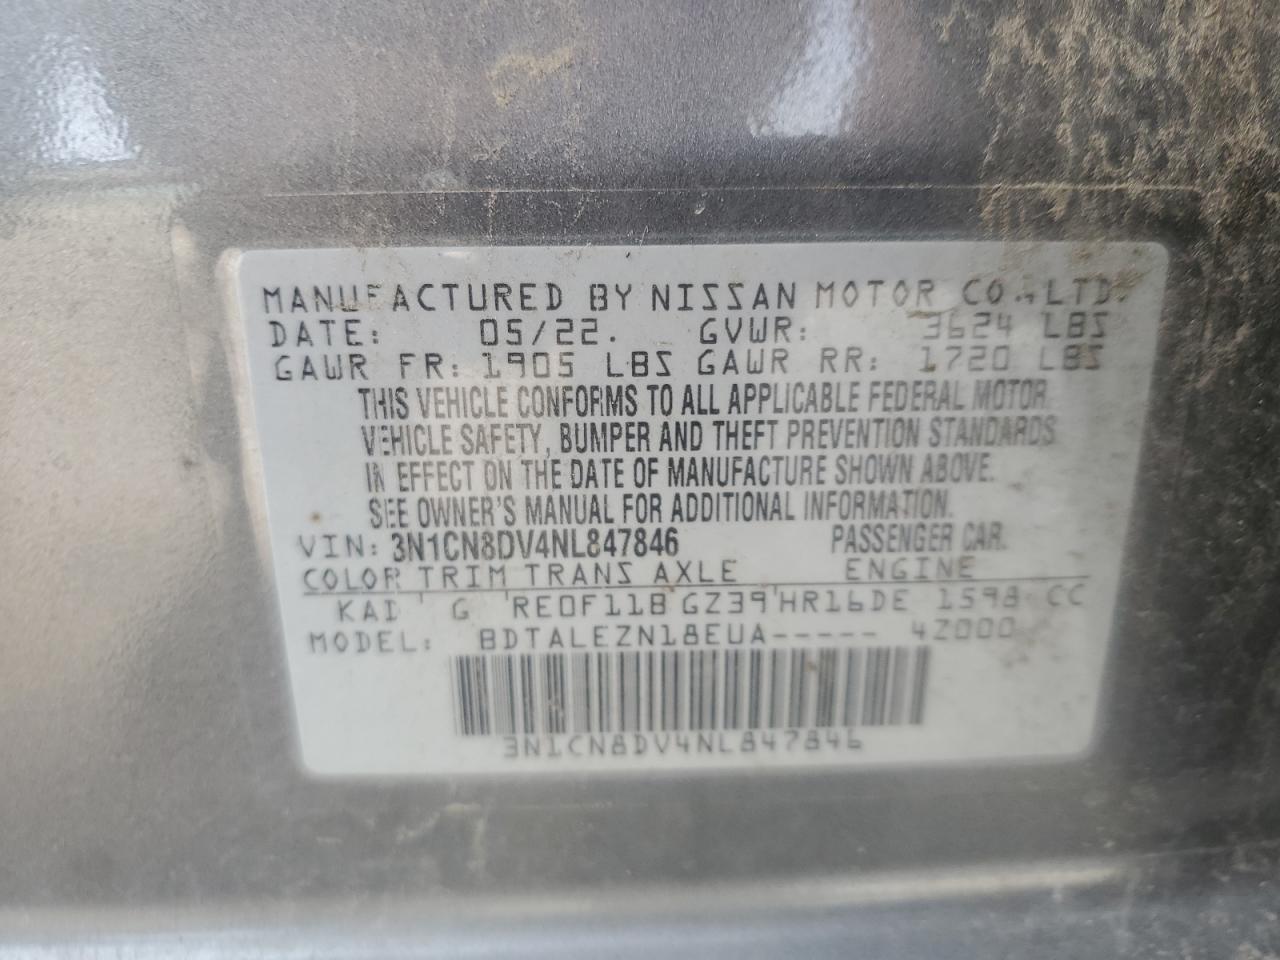 MANUFACTURED BY NISSAN MOTOR CO., LTD.
DATE: 05/22. GVWR: 3624 LBS
GAWR FR: 1905 LBS GAWR RR: 1720 LBS
THIS VEHICLE CONFORMS TO ALL APPLICABLE FEDERAL MOTOR
VEHICLE SAFETY, BUMPER AND THEFT PREVENTION STANDARDS
IN EFFECT ON THE DATE OF MANUFACTURE SHOWN ABOVE.
SEE OWNER'S MANUAL FOR ADDITIONAL INFORMATION.
VIN: 3N1CN8DV4NL847846 PASSENGER CAR.
COLOR TRIM TRANS AXLE ENGINE
KAD G RE0F11B GZ39 HR16DE 1598 CC
MODEL: BDTALEZN18EUA----- 42000
3N1CN8DV4NL847846